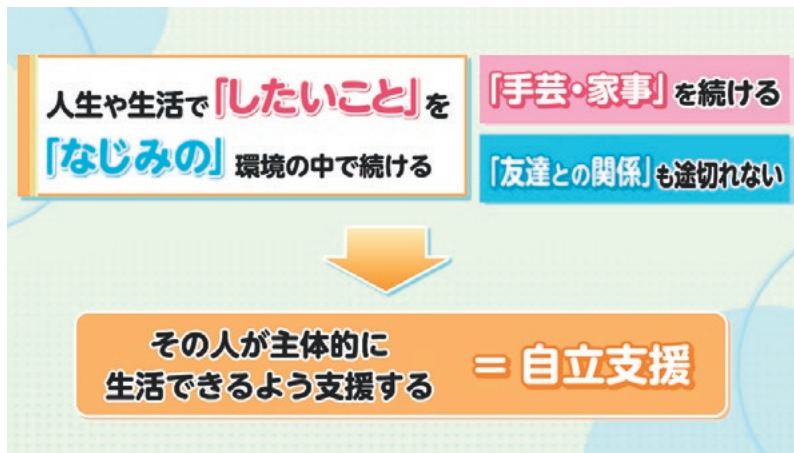 人生や生活で「したいこと」を
「なじみの」環境の中で続ける
「手芸・家事」を続ける
「友達との関係」も途切れない
その人が主体的に
生活できるよう支援する
＝自立支援